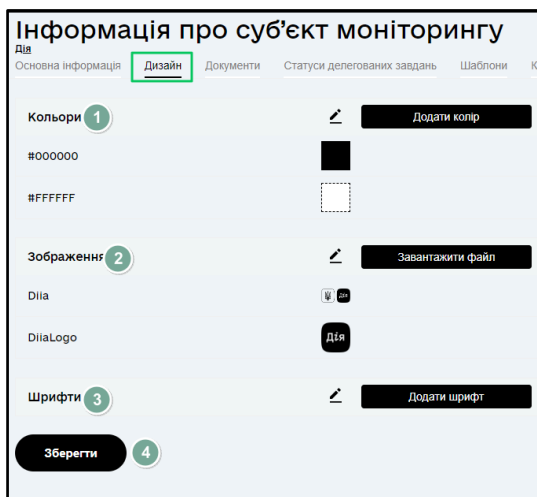 Інформація про суб’єкт моніторингу
Дія
Основна інформація Дизайн Документи Статуси делегованих завдань Шаблони К
Кольори 1 Додати колір
#000000
#FFFFFF
Зображення 2 Завантажити файл
Diia Дія
DiiaLogo Дія
Шрифти 3 Додати шрифт
Зберегти 4